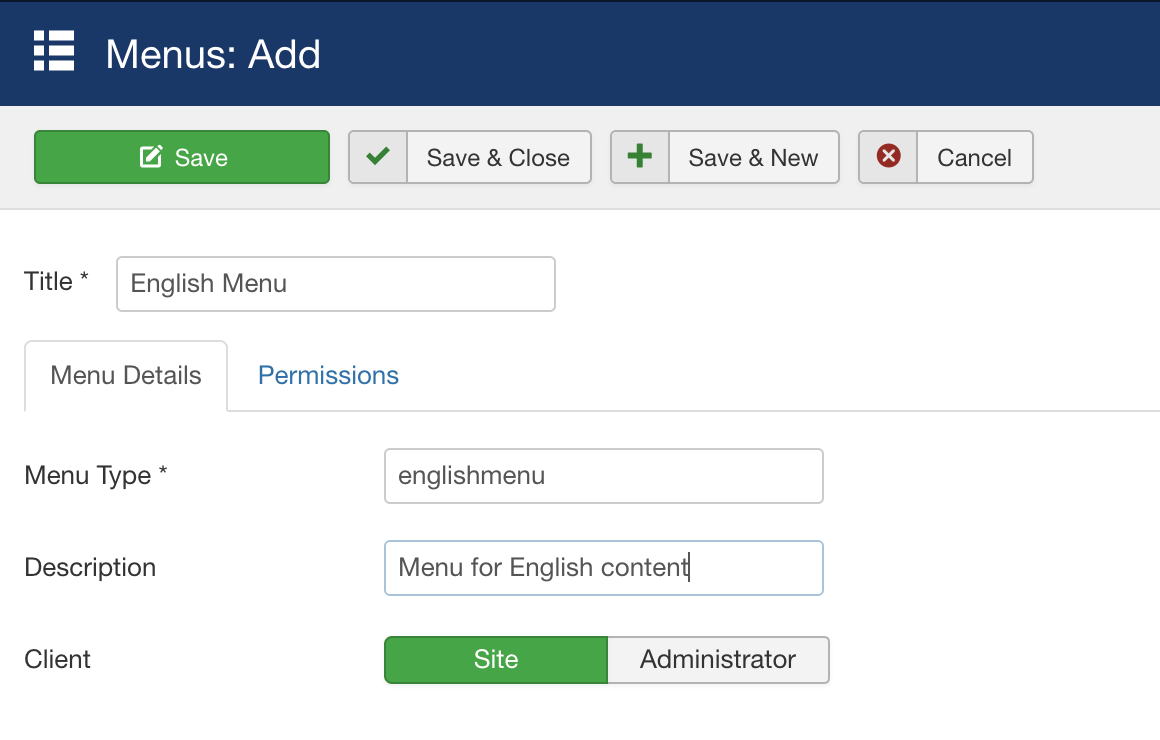 Menus: Add
Save Save & Close Save & New Cancel
Title * English Menu
Menu Details Permissions
Menu Type * englishmenu
Description Menu for English content
Client Site Administrator